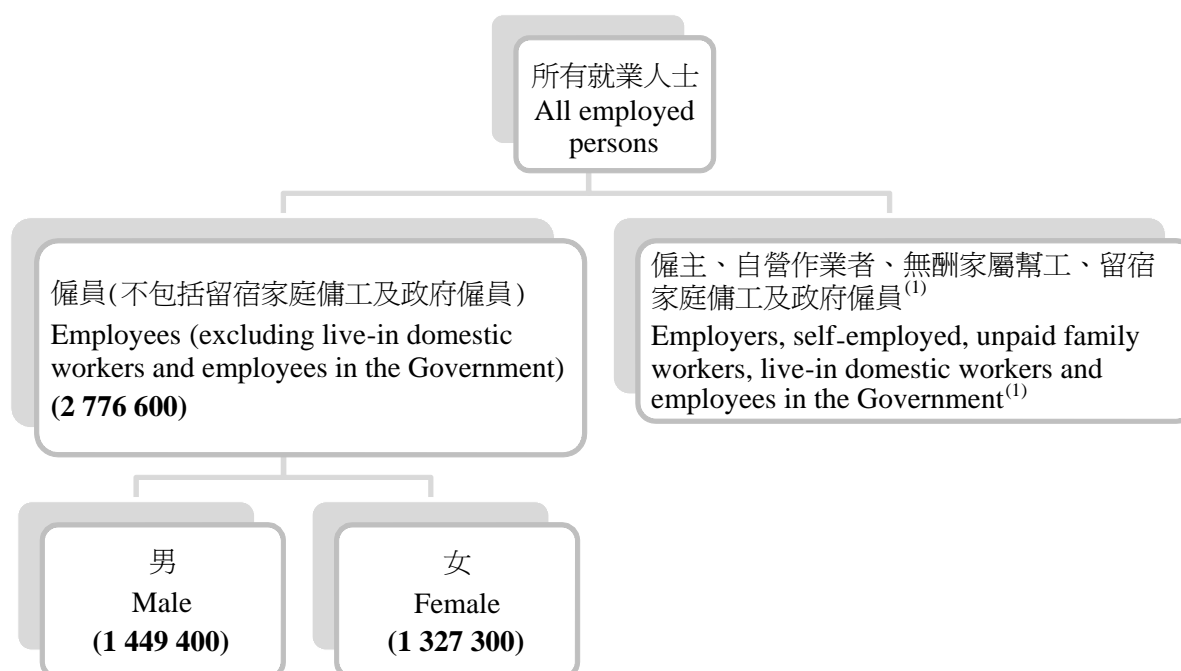 所有就業人士
All employed
persons
僱員(不包括留宿家庭傭工及政府僱員)
Employees (excluding live-in domestic
workers and employees in the Government)
(2 776 600)
僱主、自營作業者、無酬家屬幫工、留宿
家庭傭工及政府僱員(1)
Employers, self-employed, unpaid family
workers, live-in domestic workers and
employees in the Government(1)
男
Male
(1 449 400)
女
Female
(1 327 300)